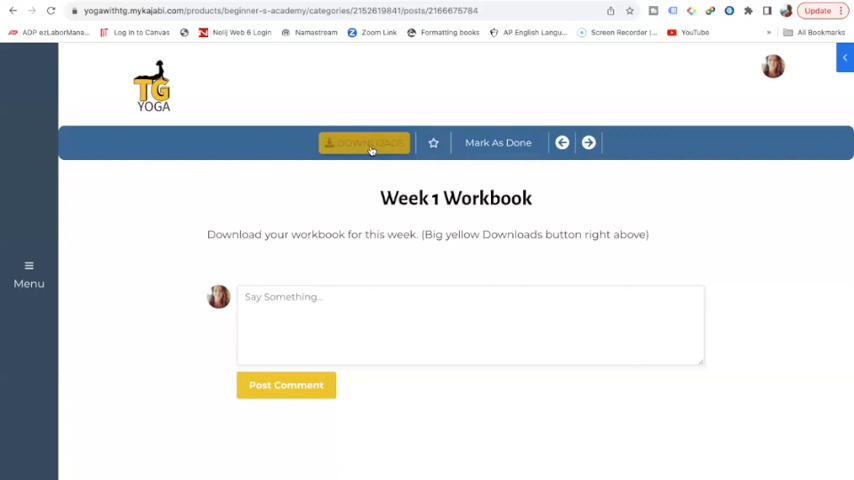 yogawithtg.mykajabi.com/products/beginner-s-academy/categories/2152619841/posts/2166675784
Update
ADP ezLaborMana... Log in to Canvas Nolij Web 6 Login Namastream Zoom Link Formatting books AP English Langu... Screen Recorder |... YouTube » All Bookmarks
TG
YOGA
DOWNLOADS Mark As Done
Week 1 Workbook
Download your workbook for this week. (Big yellow Downloads button right above)
Menu
Say Something...
Post Comment